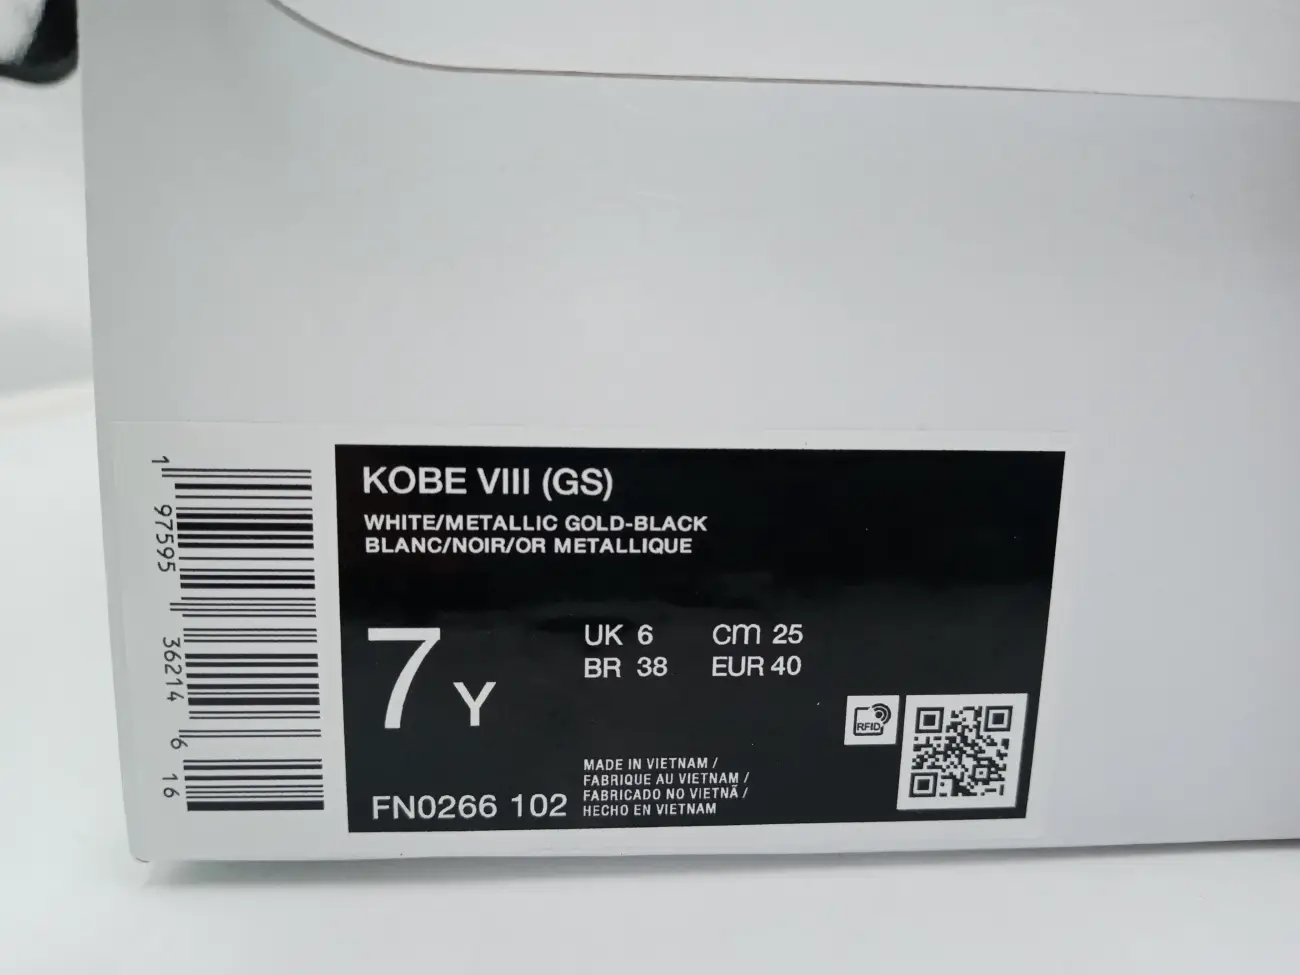 KOBE VIII (GS)
WHITE/METALLIC GOLD-BLACK
BLANC/NOIR/OR METALLIQUE
7 Y
UK 6 cm 25
BR 38 EUR 40
RFID
MADE IN VIETNAM /
FABRIQUE AU VIETNAM /
FABRICADO NO VIETNÃ /
HECHO EN VIETNAM
FN0266 102
1 97595 36214 6 16